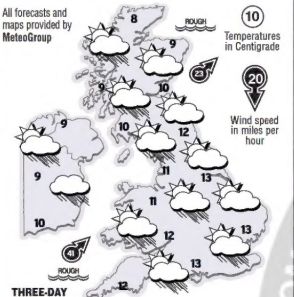 All forecasts and
maps provided by
MeteoGroup
8
ROUGH
10
Temperatures
in Centigrade
9
23
20
Wind speed
in miles per
hour
9
10
10
12
9
9
11
13
11
13
10
12
13
41
ROUGH
13
12
THREE-DAY